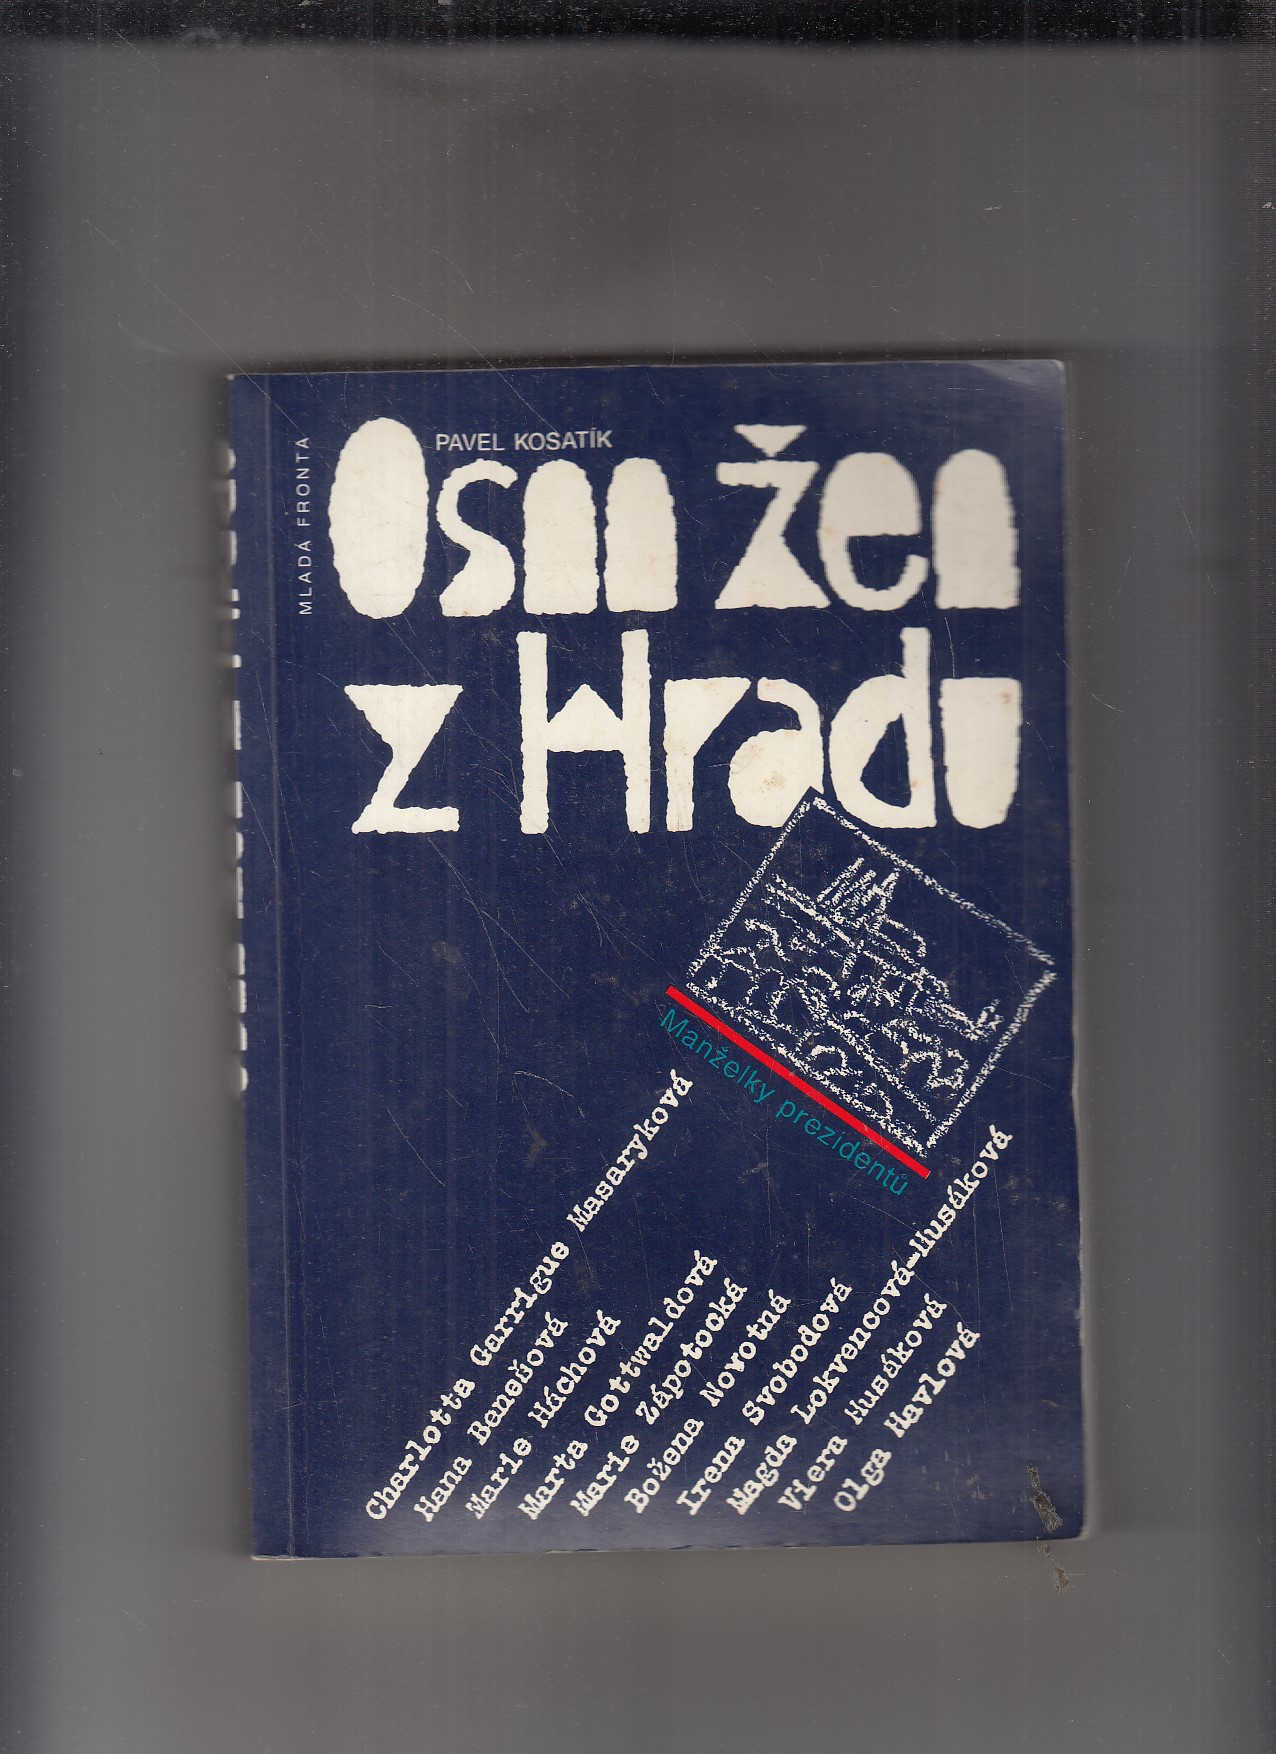 PAVEL KOSATÍK
MLADÁ FRONTA
Osm žen
z Hradu
Manželky prezidentů
Charlotta Garrigue Masaryková
Hana Benešová
Marie Háchová
Marta Gottwaldová
Marie Zápotocká
Božena Novotná
Irena Svobodová
Magda Lokvencová-Husáková
Viera Husáková
Olga Havlová